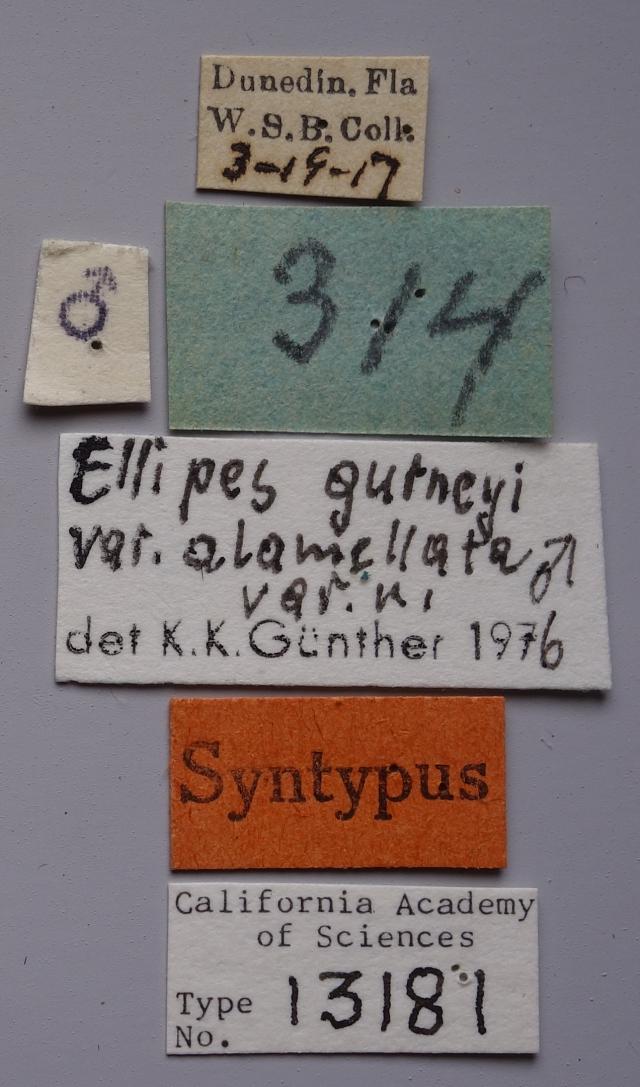 Dunedin. Fla
W.S.B. Coll.
3-19-17
♂
314
Ellipes gurneyi
var. alamellata ♂
var. n.
det K.K.Günther 1976
Syntypus
California Academy
of Sciences
Type
No. 13181